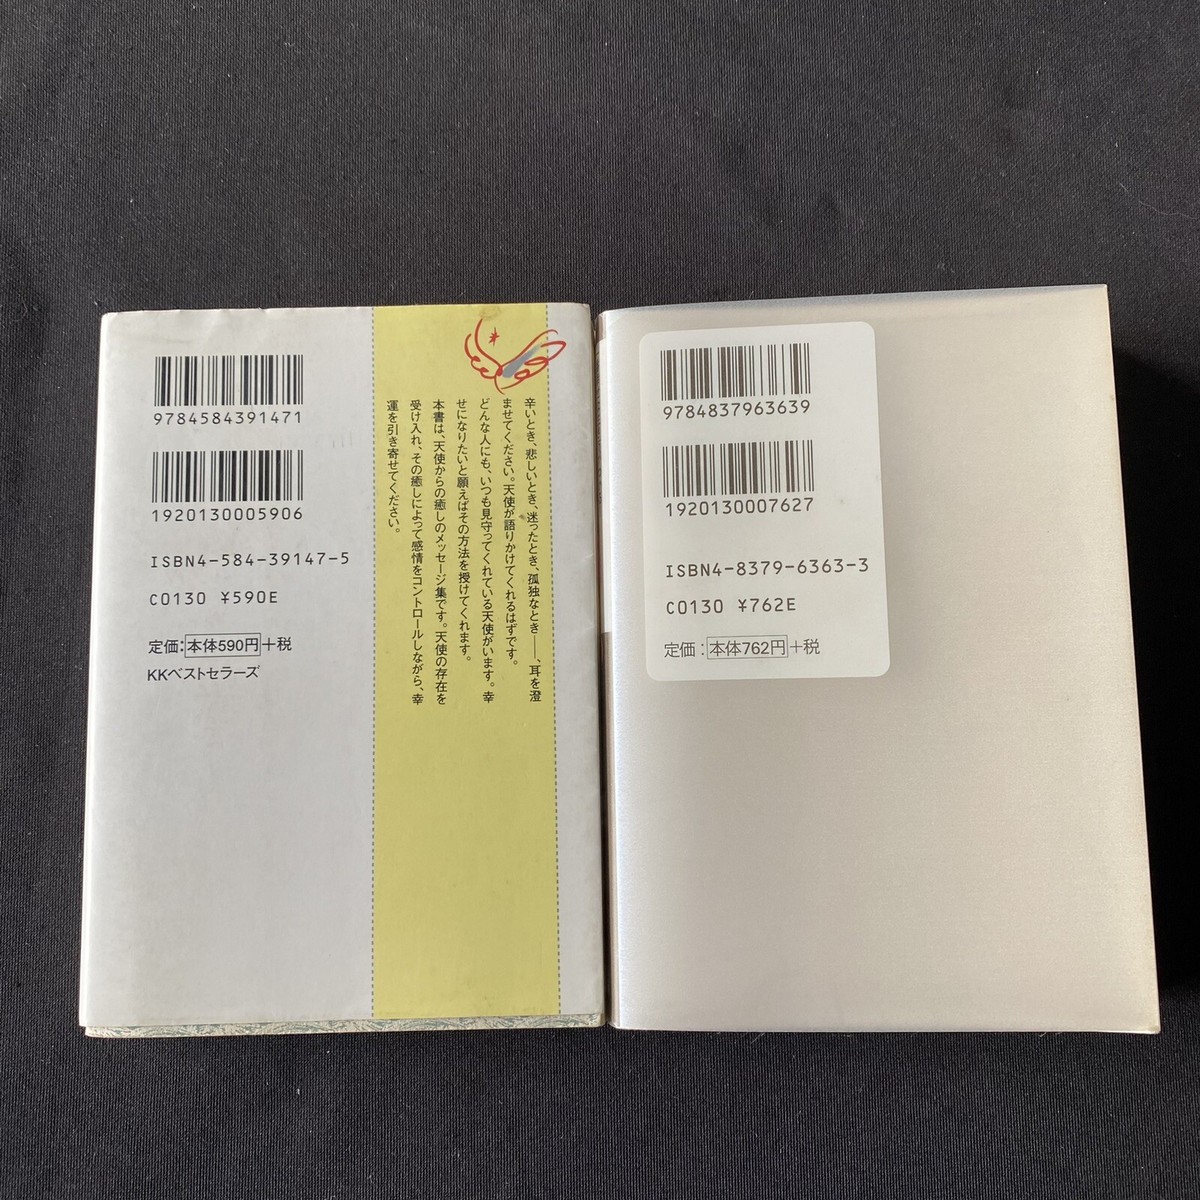 9784584391471
1920130005906
ISBN4-584-39147-5
C0130 ¥590E
定価:本体590円+税
KKベストセラーズ
辛いとき、悲しいとき、迷ったとき、孤独なとき――、耳を澄
ませてください。天使が語りかけてくれるはずです。
どんな人にも、いつも見守ってくれている天使がいます。幸
せになりたいと願えばその方法を授けてくれます。
本書は、天使からの癒しのメッセージ集です。天使の存在を
受け入れ、その癒しによって感情をコントロールしながら、幸
運を引き寄せてください。
9784837963639
1920130007627
ISBN4-8379-6363-3
C0130 ¥762E
定価:本体762円+税